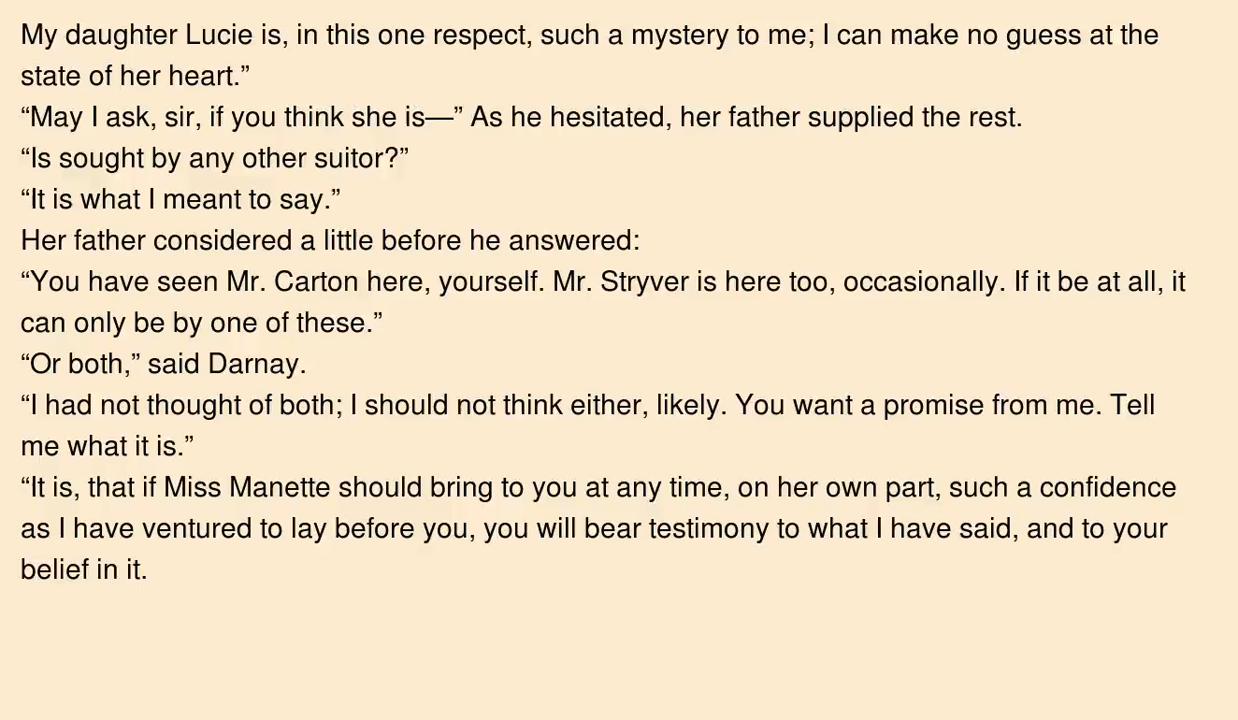 My daughter Lucie is, in this one respect, such a mystery to me; I can make no guess at the
state of her heart.”
“May I ask, sir, if you think she is—” As he hesitated, her father supplied the rest.
“Is sought by any other suitor?”
“It is what I meant to say.”
Her father considered a little before he answered:
“You have seen Mr. Carton here, yourself. Mr. Stryver is here too, occasionally. If it be at all, it
can only be by one of these.”
“Or both,” said Darnay.
“I had not thought of both; I should not think either, likely. You want a promise from me. Tell
me what it is.”
“It is, that if Miss Manette should bring to you at any time, on her own part, such a confidence
as I have ventured to lay before you, you will bear testimony to what I have said, and to your
belief in it.